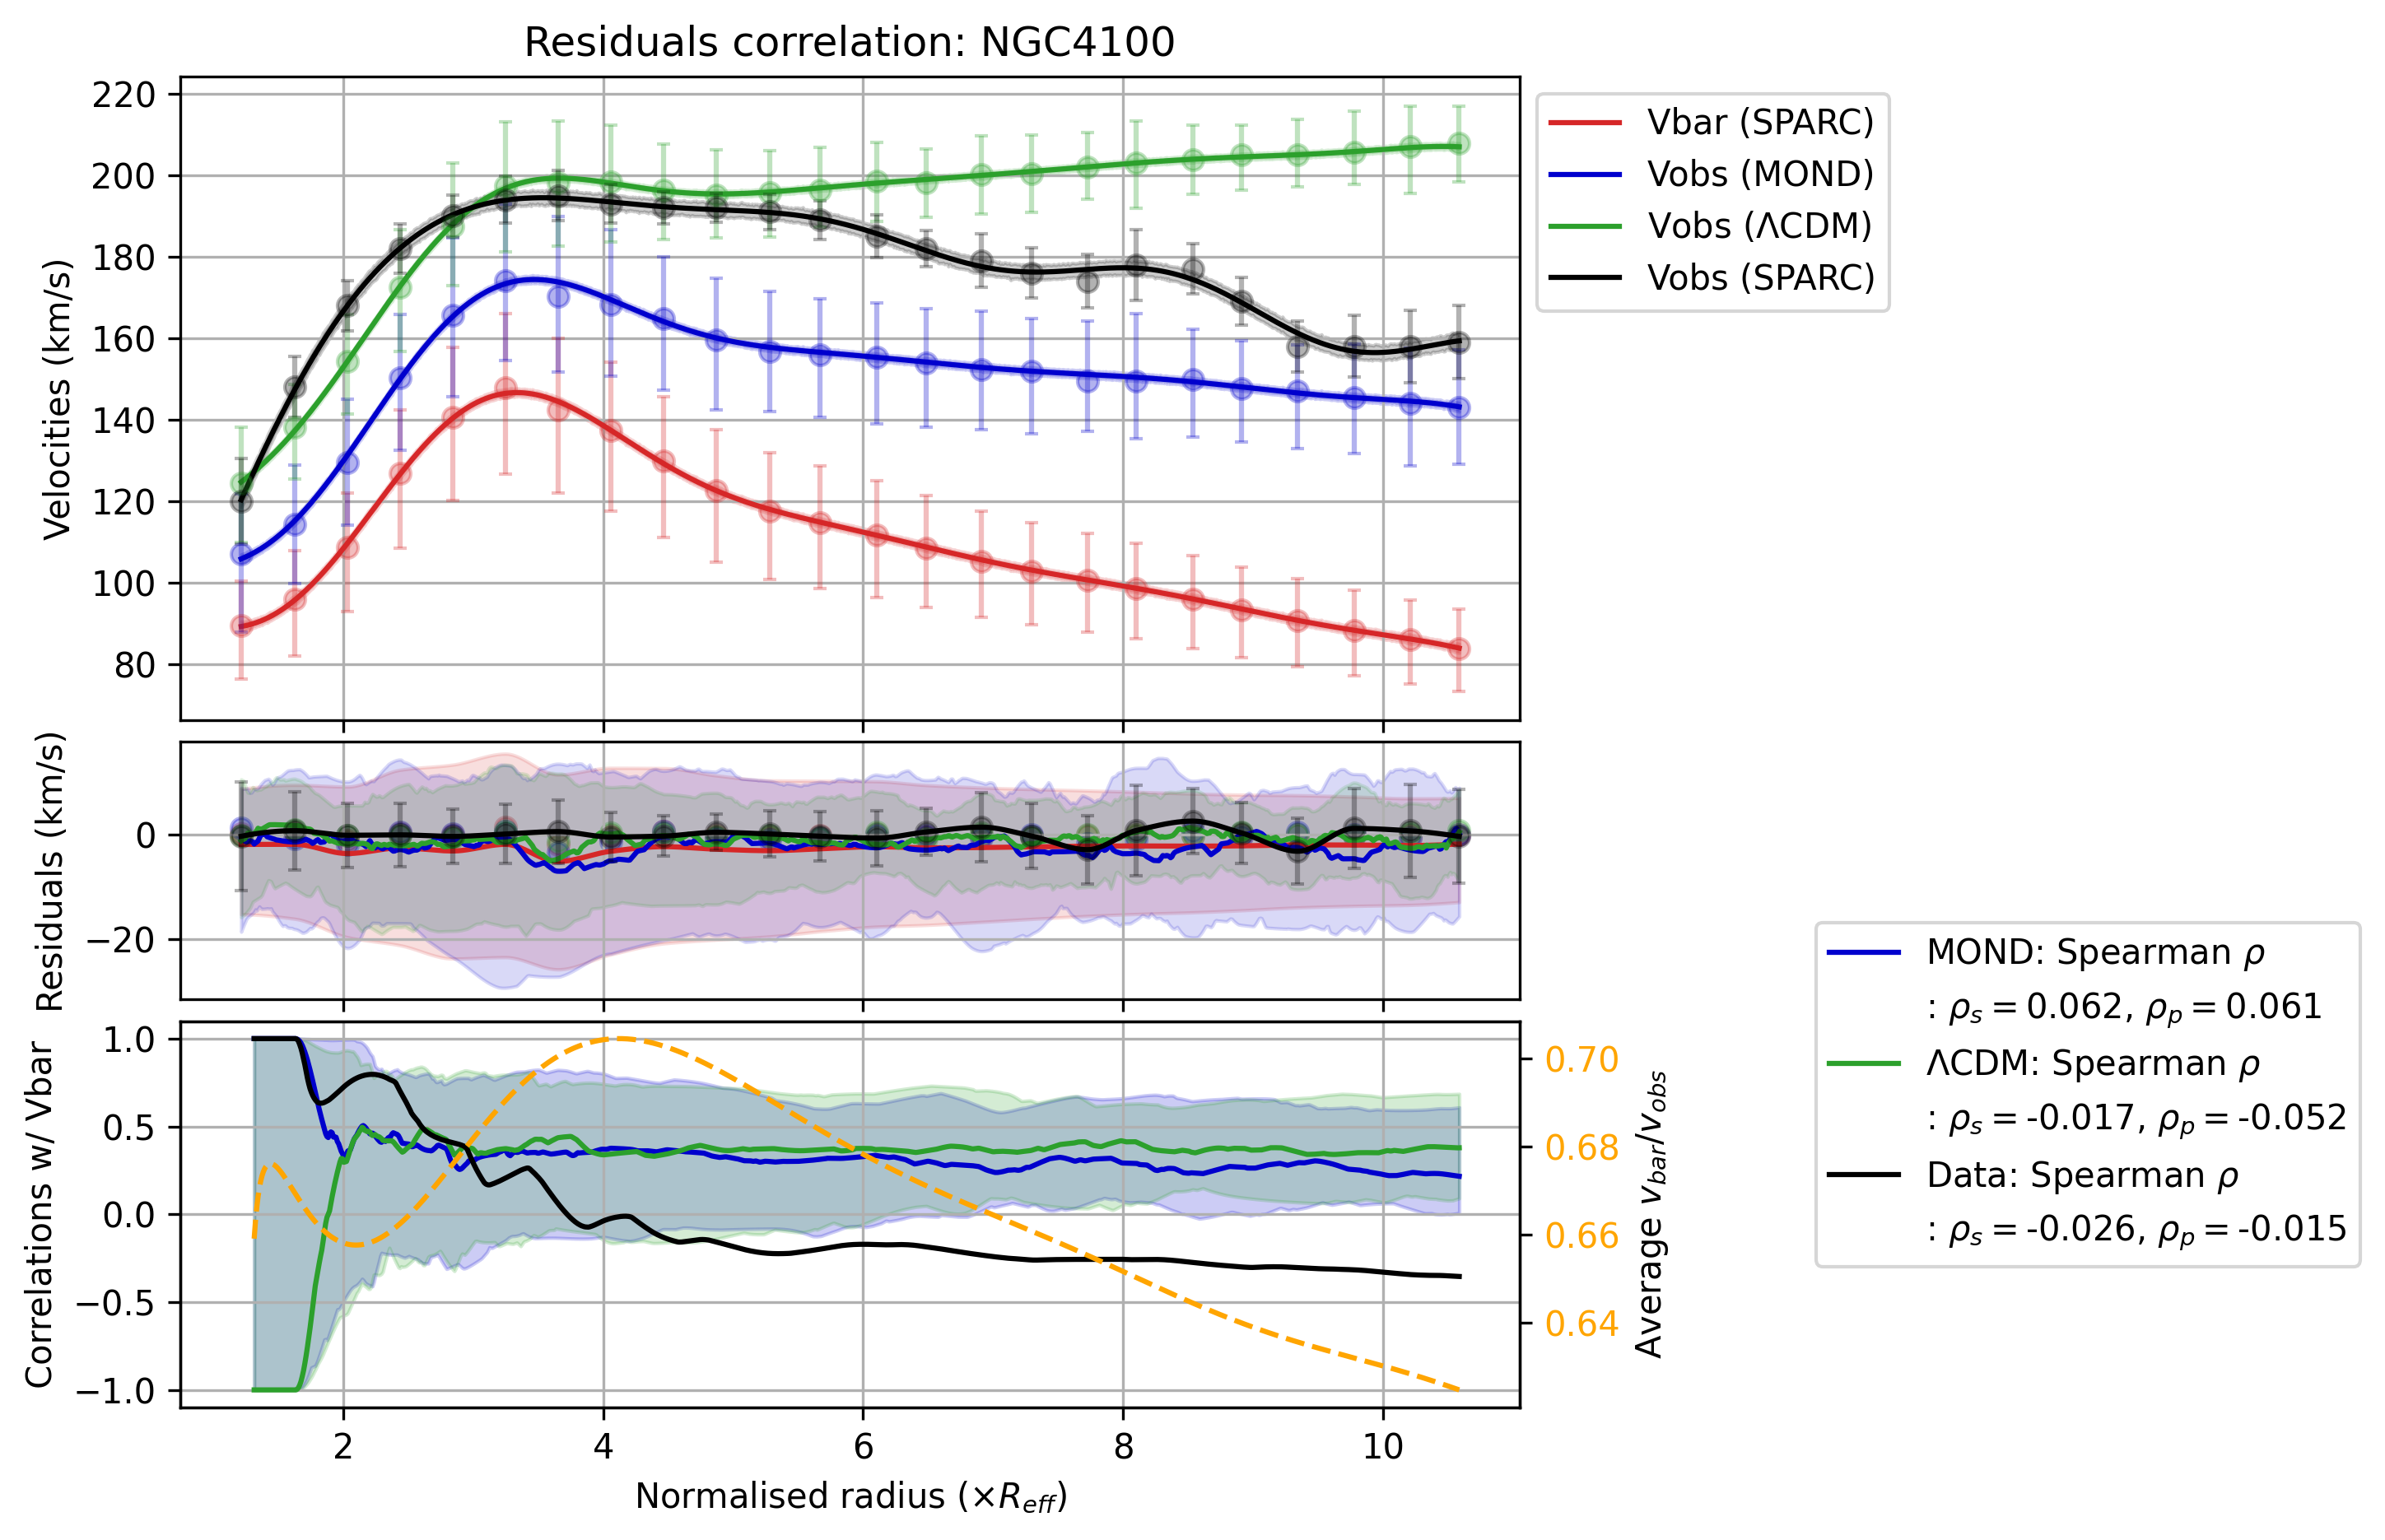 Residuals correlation: NGC4100
220
200
180
160
140
120
100
80
Velocities (km/s)
Vbar (SPARC)
Vobs (MOND)
Vobs (ΛCDM)
Vobs (SPARC)
0
−20
Residuals (km/s)
1.0
0.5
0.0
−0.5
−1.0
Correlations w/ Vbar
0.70
0.68
0.66
0.64
Average v_bar/v_obs
MOND: Spearman ρ
: ρ_s = 0.062, ρ_p = 0.061
ΛCDM: Spearman ρ
: ρ_s = -0.017, ρ_p = -0.052
Data: Spearman ρ
: ρ_s = -0.026, ρ_p = -0.015
2 4 6 8 10
Normalised radius (×R_eff)